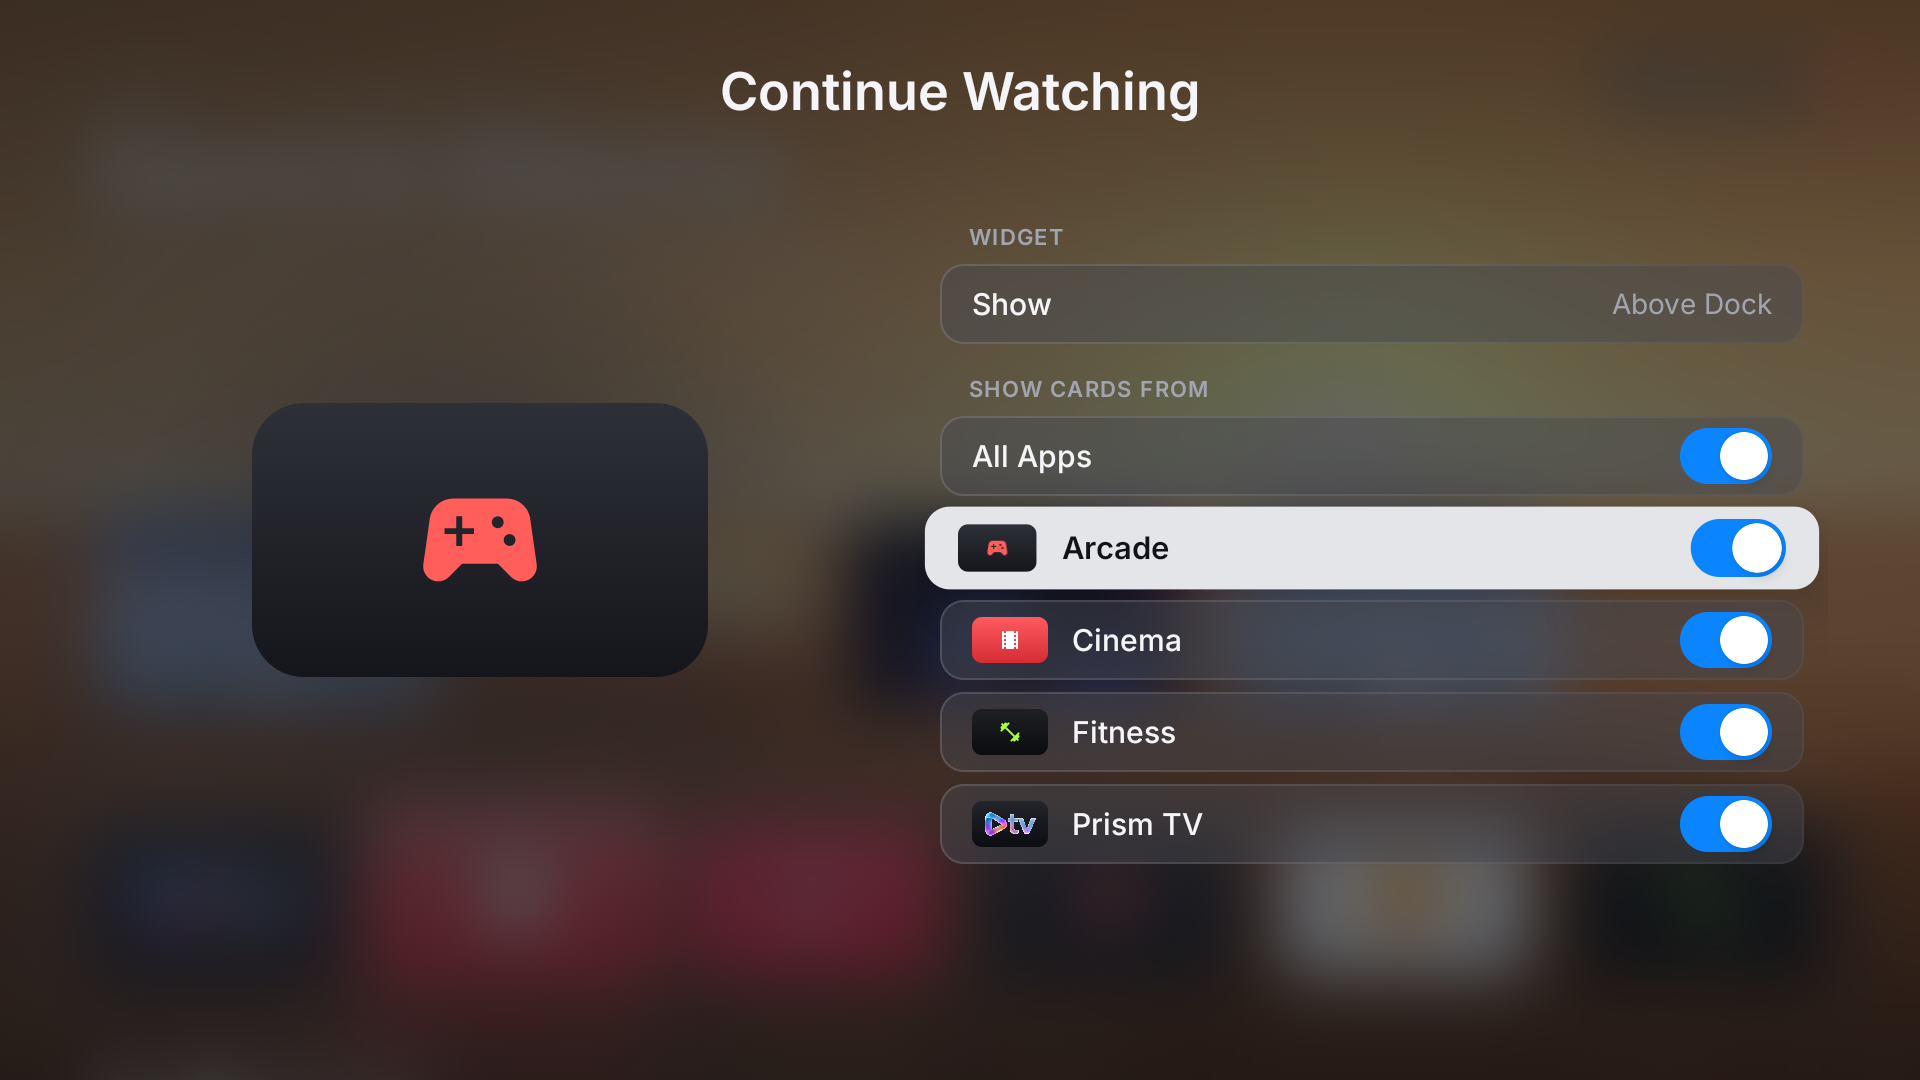 Continue Watching
WIDGET
Show Above Dock
SHOW CARDS FROM
All Apps
Arcade
Cinema
Fitness
tv Prism TV